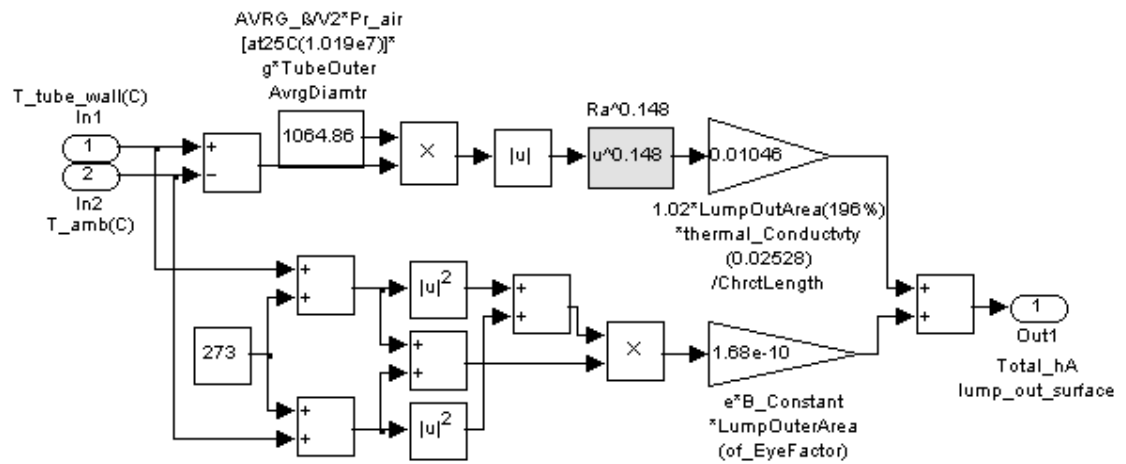 AVRG_ß/V2*Pr_air
[at25C(1.019e7)]*
g*TubeOuter
AvrgDiamtr
T_tube_wall(C)
In1
1
2
In2
T_amb(C)
+
−
1064.86
×
|u|
Ra^0.148
u^0.148
0.01046
1.02*LumpOutArea(196%)
*thermal_Conductvty
(0.02528)
/ChrctLength
273
+
+
+
+
|u|²
|u|²
+
+
+
+
×
1.68e-10
e*B_Constant
*LumpOuterArea
(of_EyeFactor)
+
+
1
Out1
Total_hA
lump_out_surface